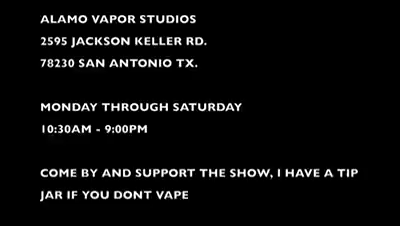 ALAMO VAPOR STUDIOS
2595 JACKSON KELLER RD.
78230 SAN ANTONIO TX.
MONDAY THROUGH SATURDAY
10:30AM - 9:00PM
COME BY AND SUPPORT THE SHOW, I HAVE A TIP
JAR IF YOU DONT VAPE